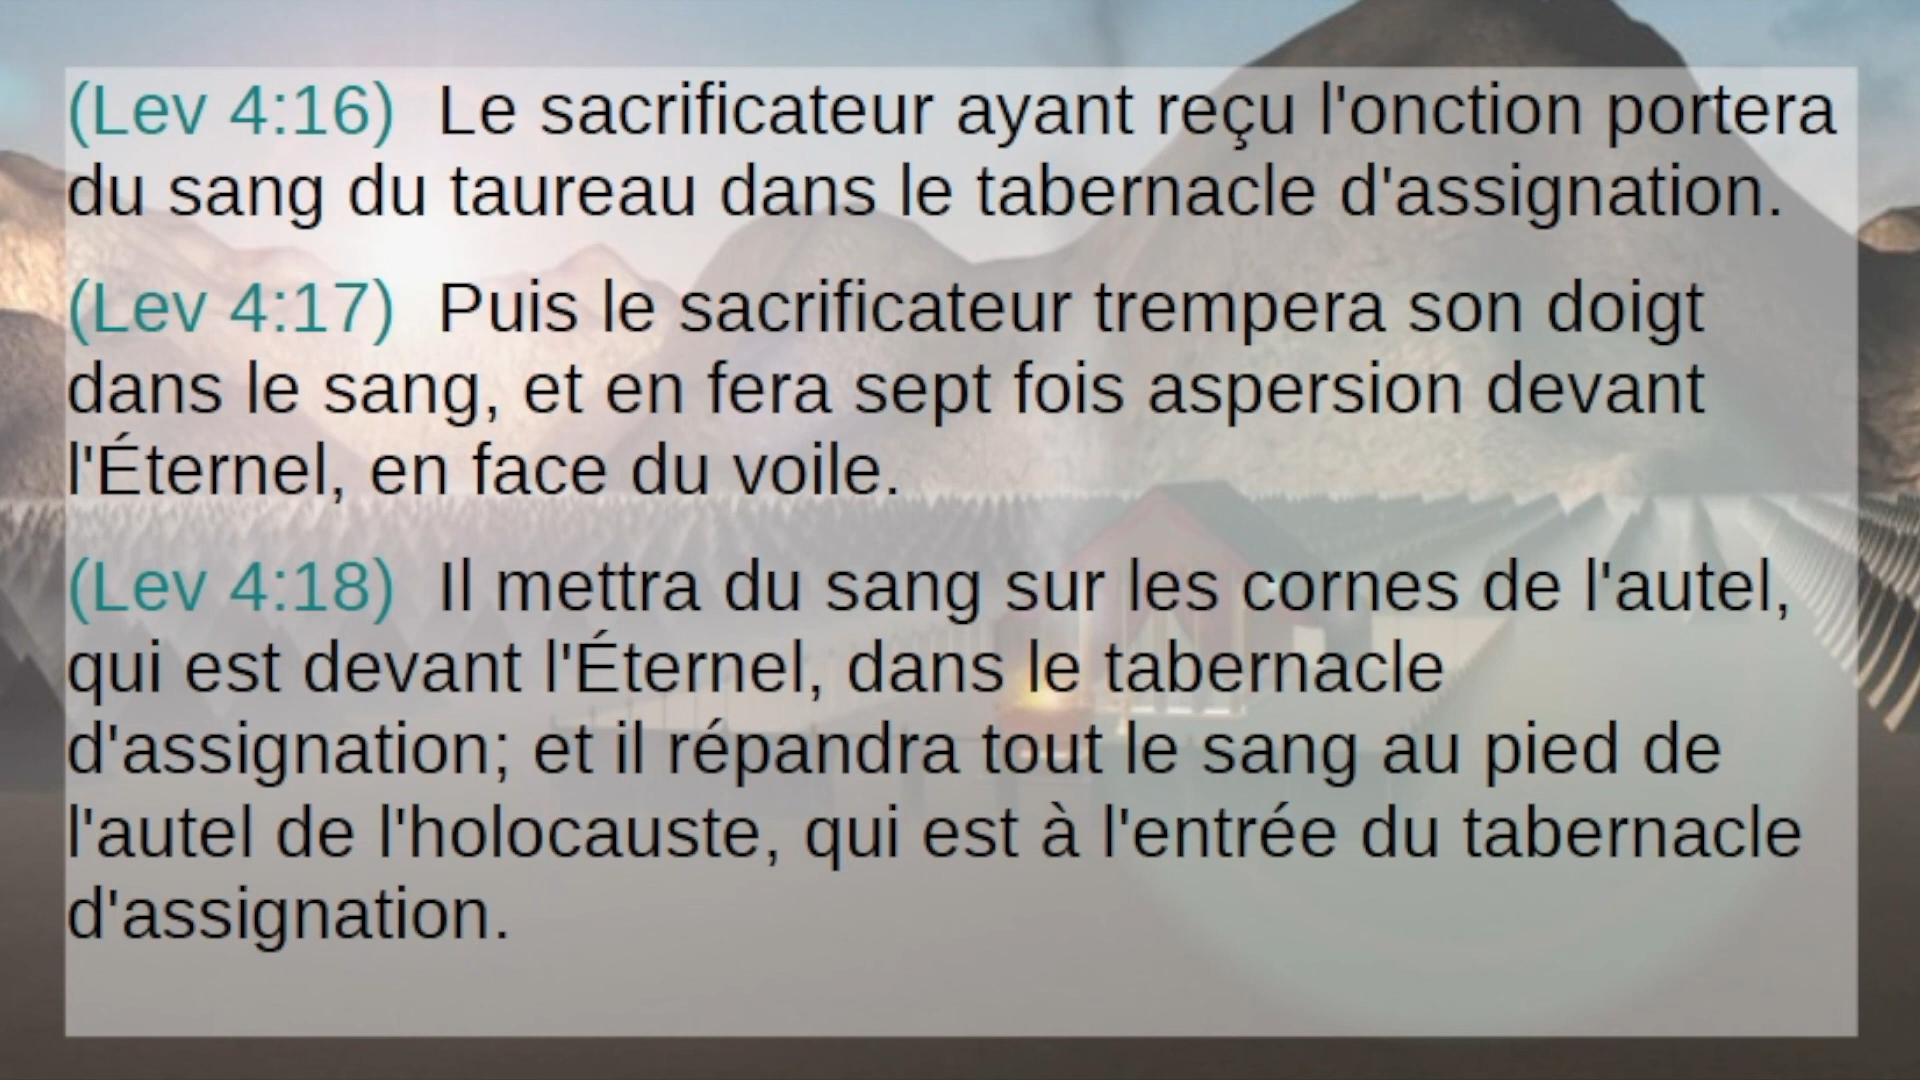 (Lev 4:16) Le sacrificateur ayant reçu l'onction portera
du sang du taureau dans le tabernacle d'assignation.
(Lev 4:17) Puis le sacrificateur trempera son doigt
dans le sang, et en fera sept fois aspersion devant
l'Éternel, en face du voile.
(Lev 4:18) Il mettra du sang sur les cornes de l'autel,
qui est devant l'Éternel, dans le tabernacle
d'assignation; et il répandra tout le sang au pied de
l'autel de l'holocauste, qui est à l'entrée du tabernacle
d'assignation.